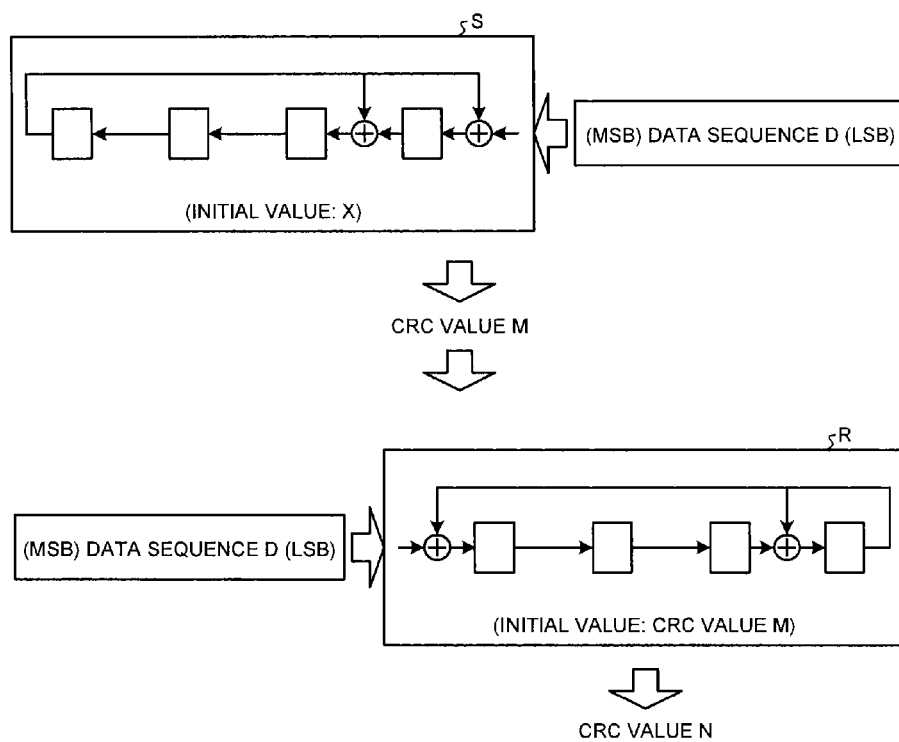 S
(MSB) DATA SEQUENCE D (LSB)
(INITIAL VALUE: X)
CRC VALUE M
R
(MSB) DATA SEQUENCE D (LSB)
(INITIAL VALUE: CRC VALUE M)
CRC VALUE N